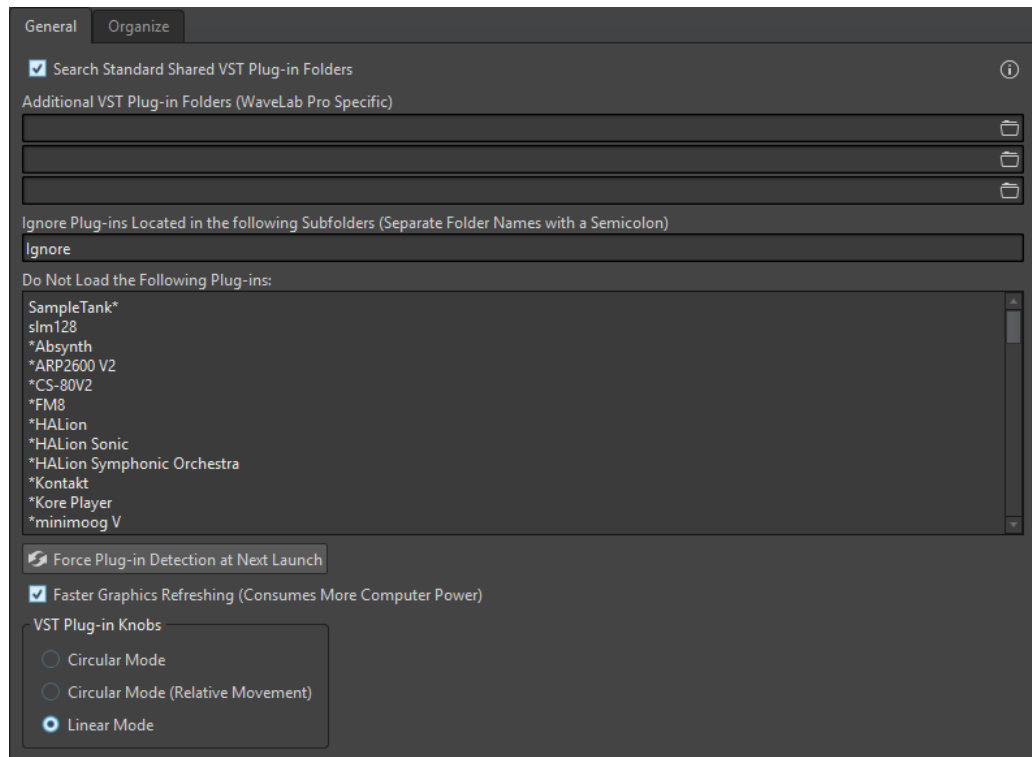 General
Organize
Search Standard Shared VST Plug-in Folders
Additional VST Plug-in Folders (WaveLab Pro Specific)
Ignore Plug-ins Located in the following Subfolders (Separate Folder Names with a Semicolon)
Ignore
Do Not Load the Following Plug-ins:
SampleTank*
slm128
*Absynth
*ARP2600 V2
*CS-80V2
*FM8
*HALion
*HALion Sonic
*HALion Symphonic Orchestra
*Kontakt
*Kore Player
*minimoog V
Force Plug-in Detection at Next Launch
Faster Graphics Refreshing (Consumes More Computer Power)
VST Plug-in Knobs
Circular Mode
Circular Mode (Relative Movement)
Linear Mode